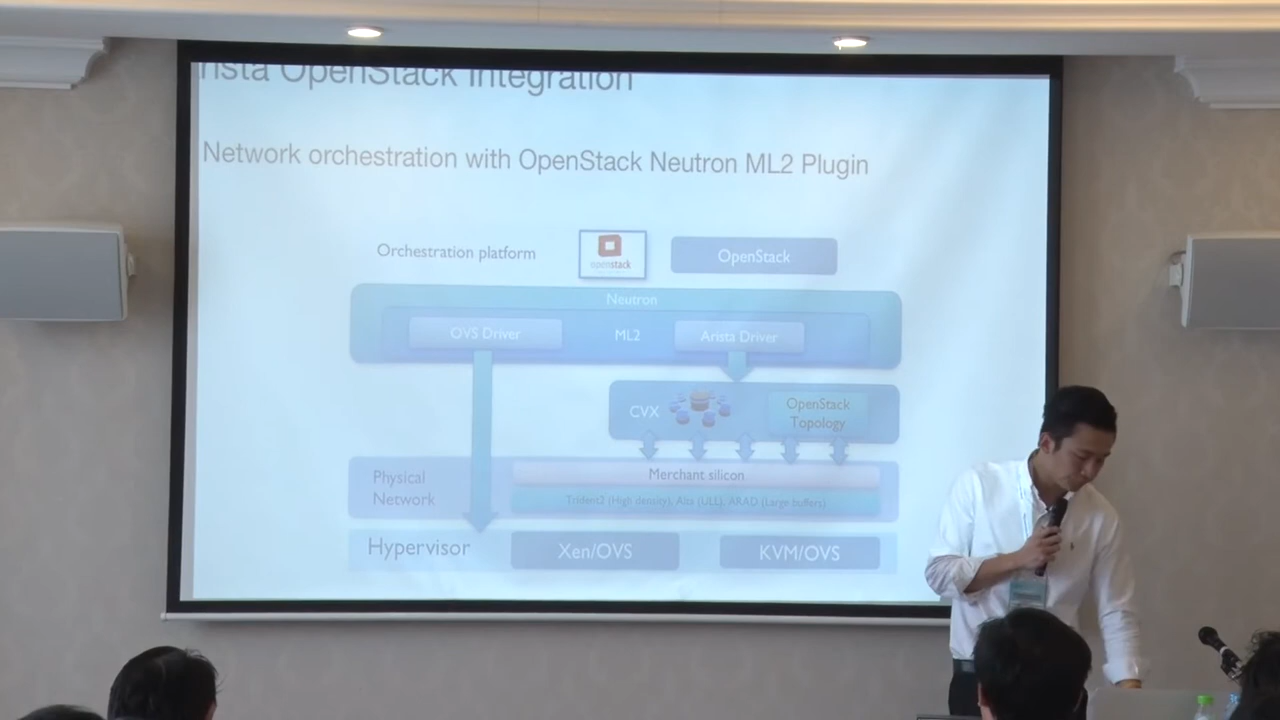 rista OpenStack Integration
Network orchestration with OpenStack Neutron ML2 Plugin
Orchestration platform
openstack
OpenStack
Neutron
OVS Driver
ML2
Arista Driver
CVX
OpenStack
Topology
Physical
Network
Merchant silicon
Trident2 (High density), Alta (ULL), ARAD (Large buffers)
Hypervisor
Xen/OVS
KVM/OVS